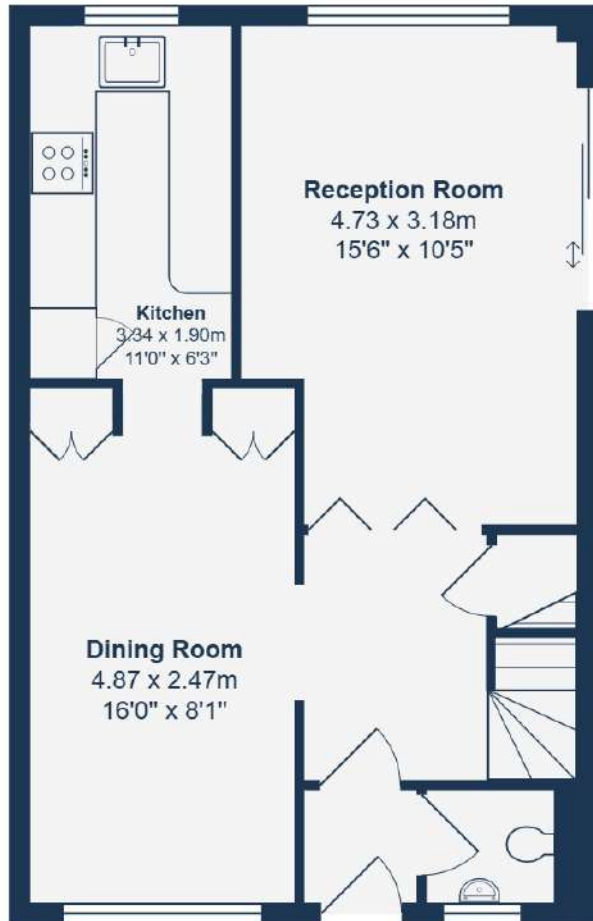 Reception Room
4.73 x 3.18m
15'6" x 10'5"
Kitchen
3.34 x 1.90m
11'0" x 6'3"
Dining Room
4.87 x 2.47m
16'0" x 8'1"